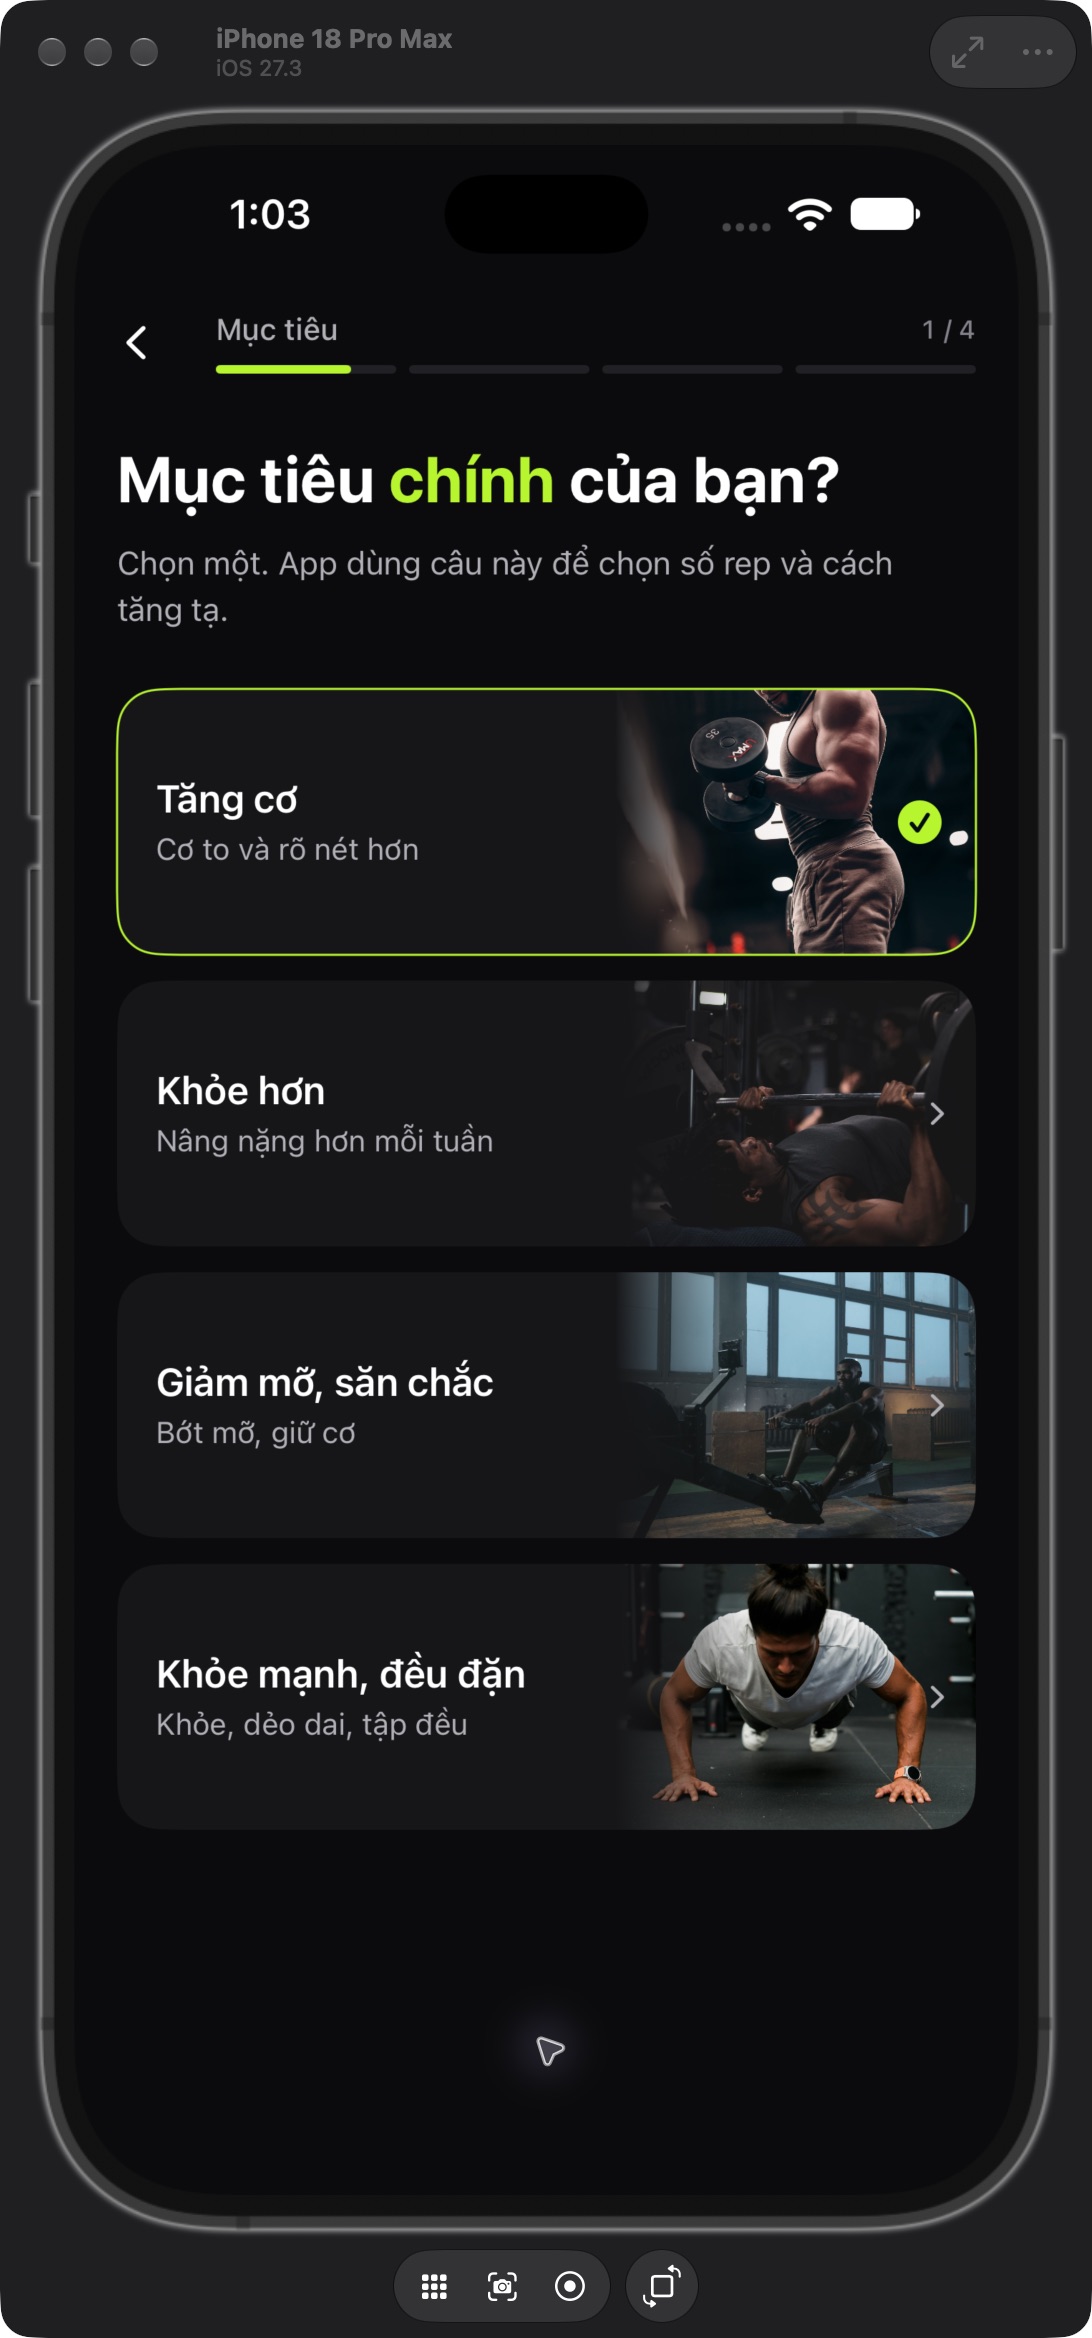 iPhone 18 Pro Max
iOS 27.3
1:03
Mục tiêu
1 / 4
Mục tiêu chính của bạn?
Chọn một. App dùng câu này để chọn số rep và cách
tăng tạ.
35
Tăng cơ
Cơ to và rõ nét hơn
Khỏe hơn
Nâng nặng hơn mỗi tuần
Giảm mỡ, săn chắc
Bớt mỡ, giữ cơ
Khỏe mạnh, đều đặn
Khỏe, dẻo dai, tập đều